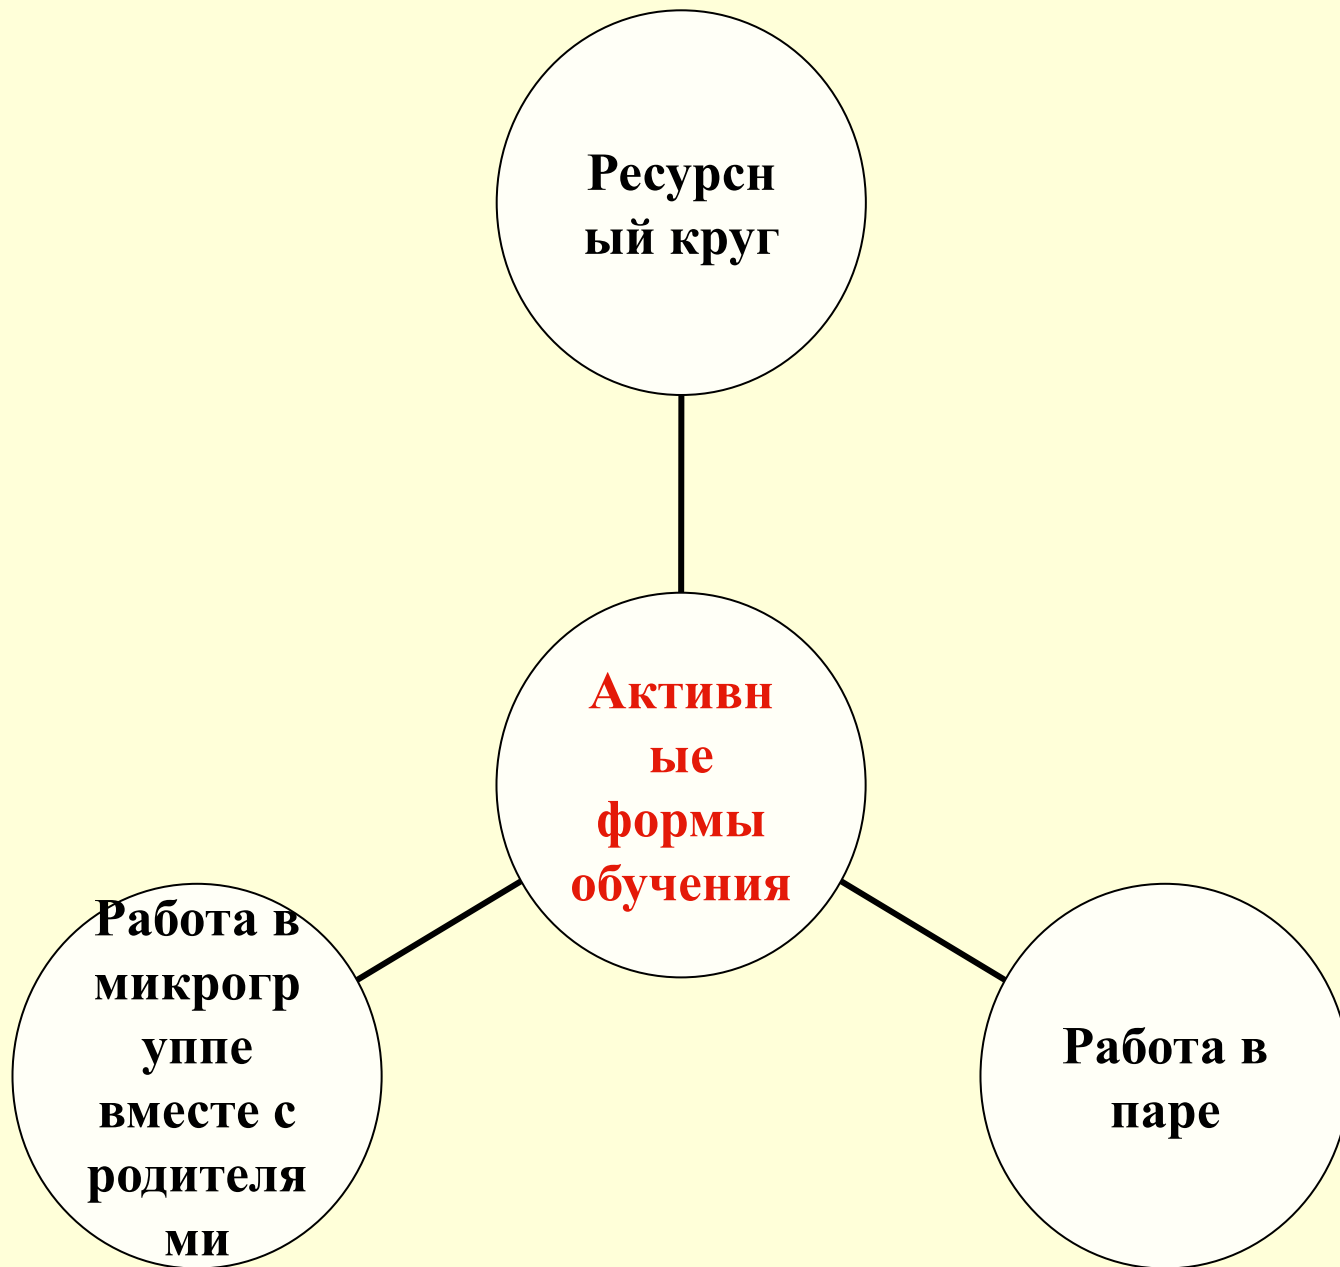 Ресурсн
ый круг
Активн
ые
формы
обучения
Работа в
микрогр
уппе
вместе с
родителя
ми
Работа в
паре